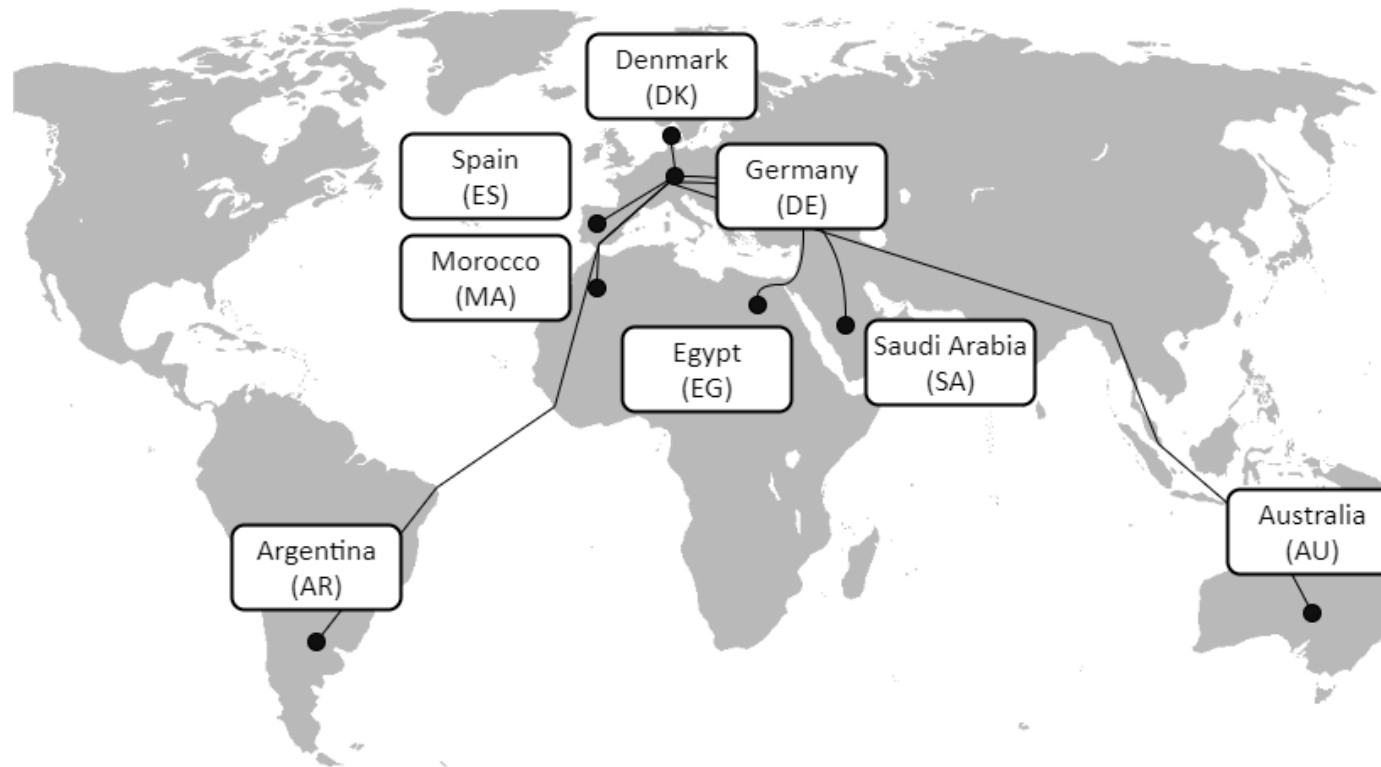 Denmark
(DK)
Spain
(ES)
Germany
(DE)
Morocco
(MA)
Egypt
(EG)
Saudi Arabia
(SA)
Argentina
(AR)
Australia
(AU)